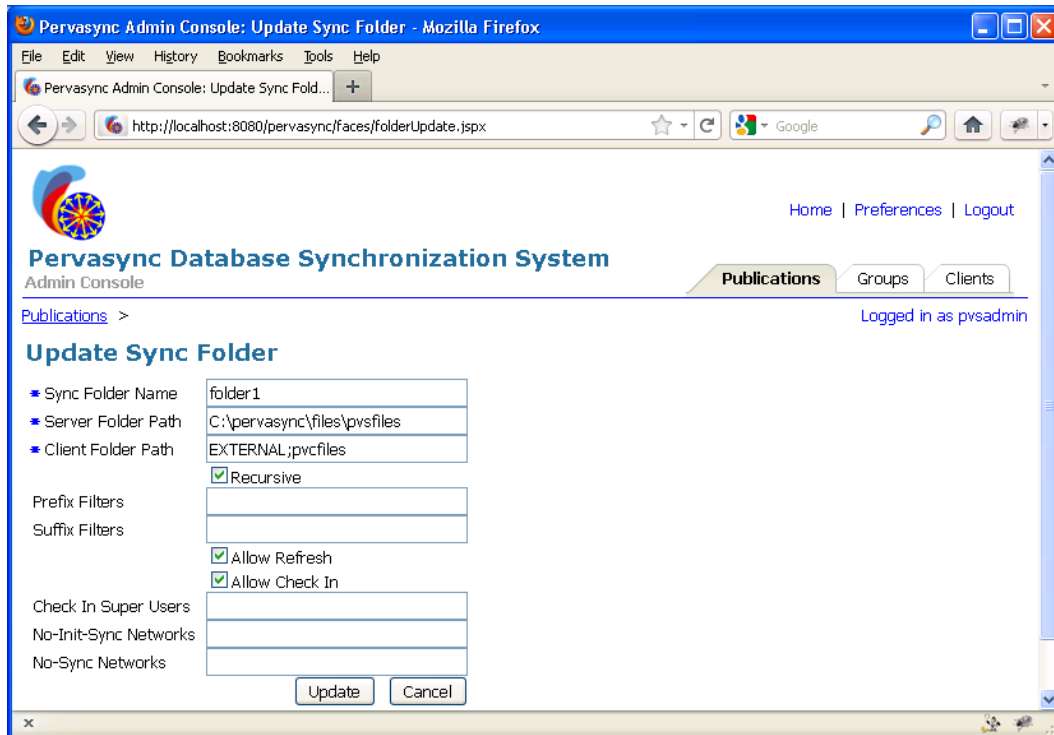 Pervasync Admin Console: Update Sync Folder - Mozilla Firefox
File Edit View History Bookmarks Tools Help
Pervasync Admin Console: Update Sync Fold... +
http://localhost:8080/pervasync/faces/folderUpdate.jspx Google
Home | Preferences | Logout
Pervasync Database Synchronization System
Admin Console
Publications Groups Clients
Publications > Logged in as pvsadmin
Update Sync Folder
Sync Folder Name folder1
Server Folder Path C:\pervasync\files\pvsfiles
Client Folder Path EXTERNAL;pvcfiles
Recursive
Prefix Filters
Suffix Filters
Allow Refresh
Allow Check In
Check In Super Users
No-Init-Sync Networks
No-Sync Networks
Update Cancel
x